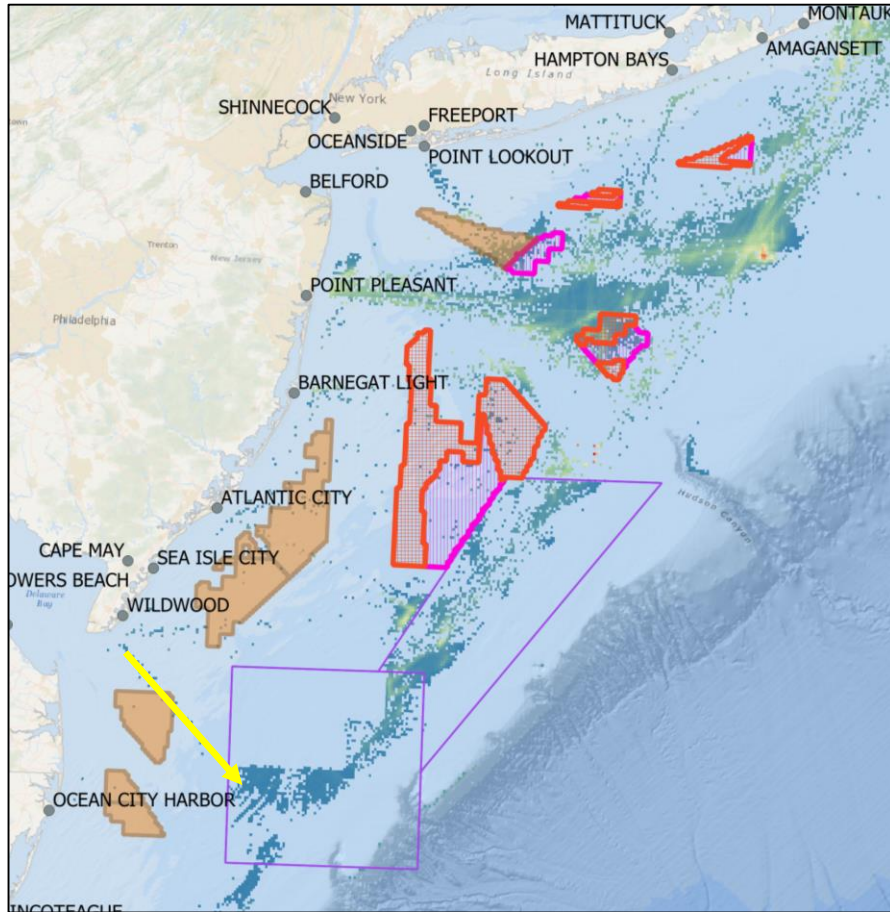 MONTAUK
MATTITUCK
AMAGANSETT
HAMPTON BAYS
Long Island
New York
SHINNECOCK
FREEPORT
OCEANSIDE
POINT LOOKOUT
BELFORD
Trenton
New Jersey
POINT PLEASANT
Philadelphia
BARNEGAT LIGHT
ATLANTIC CITY
Hudson Canyon
CAPE MAY
SEA ISLE CITY
OWERS BEACH
Delaware
Bay
WILDWOOD
OCEAN CITY HARBOR
INCOTEAGUE